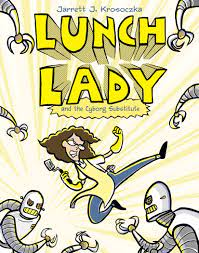 Jarrett J. Krosoczka
LUNCH
LADY
and the Cyborg Substitute